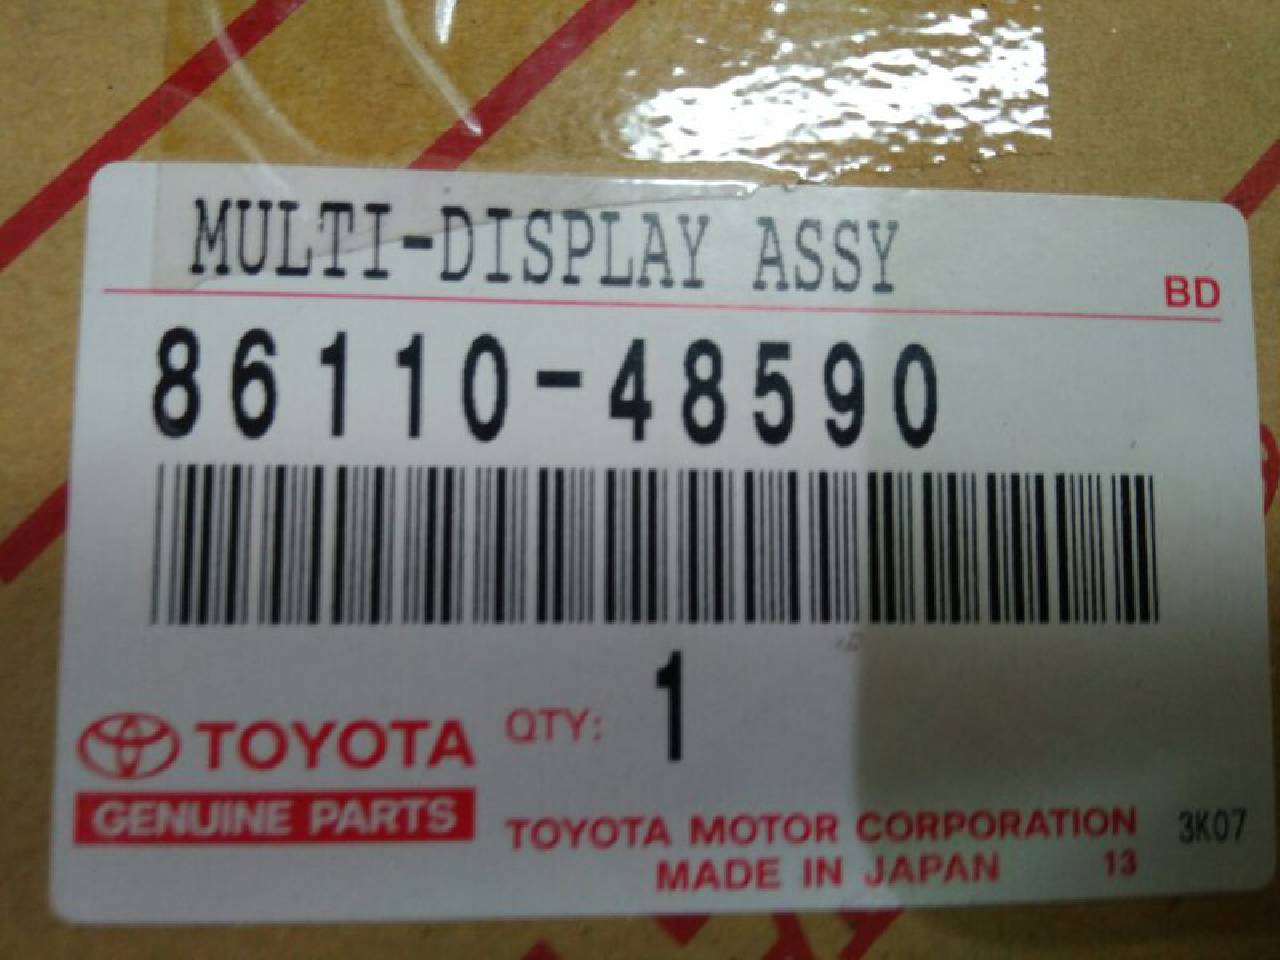 MULTI-DISPLAY ASSY
BD
86110-48590
QTY: 1
TOYOTA
GENUINE PARTS
TOYOTA MOTOR CORPORATION 3K07
MADE IN JAPAN 13